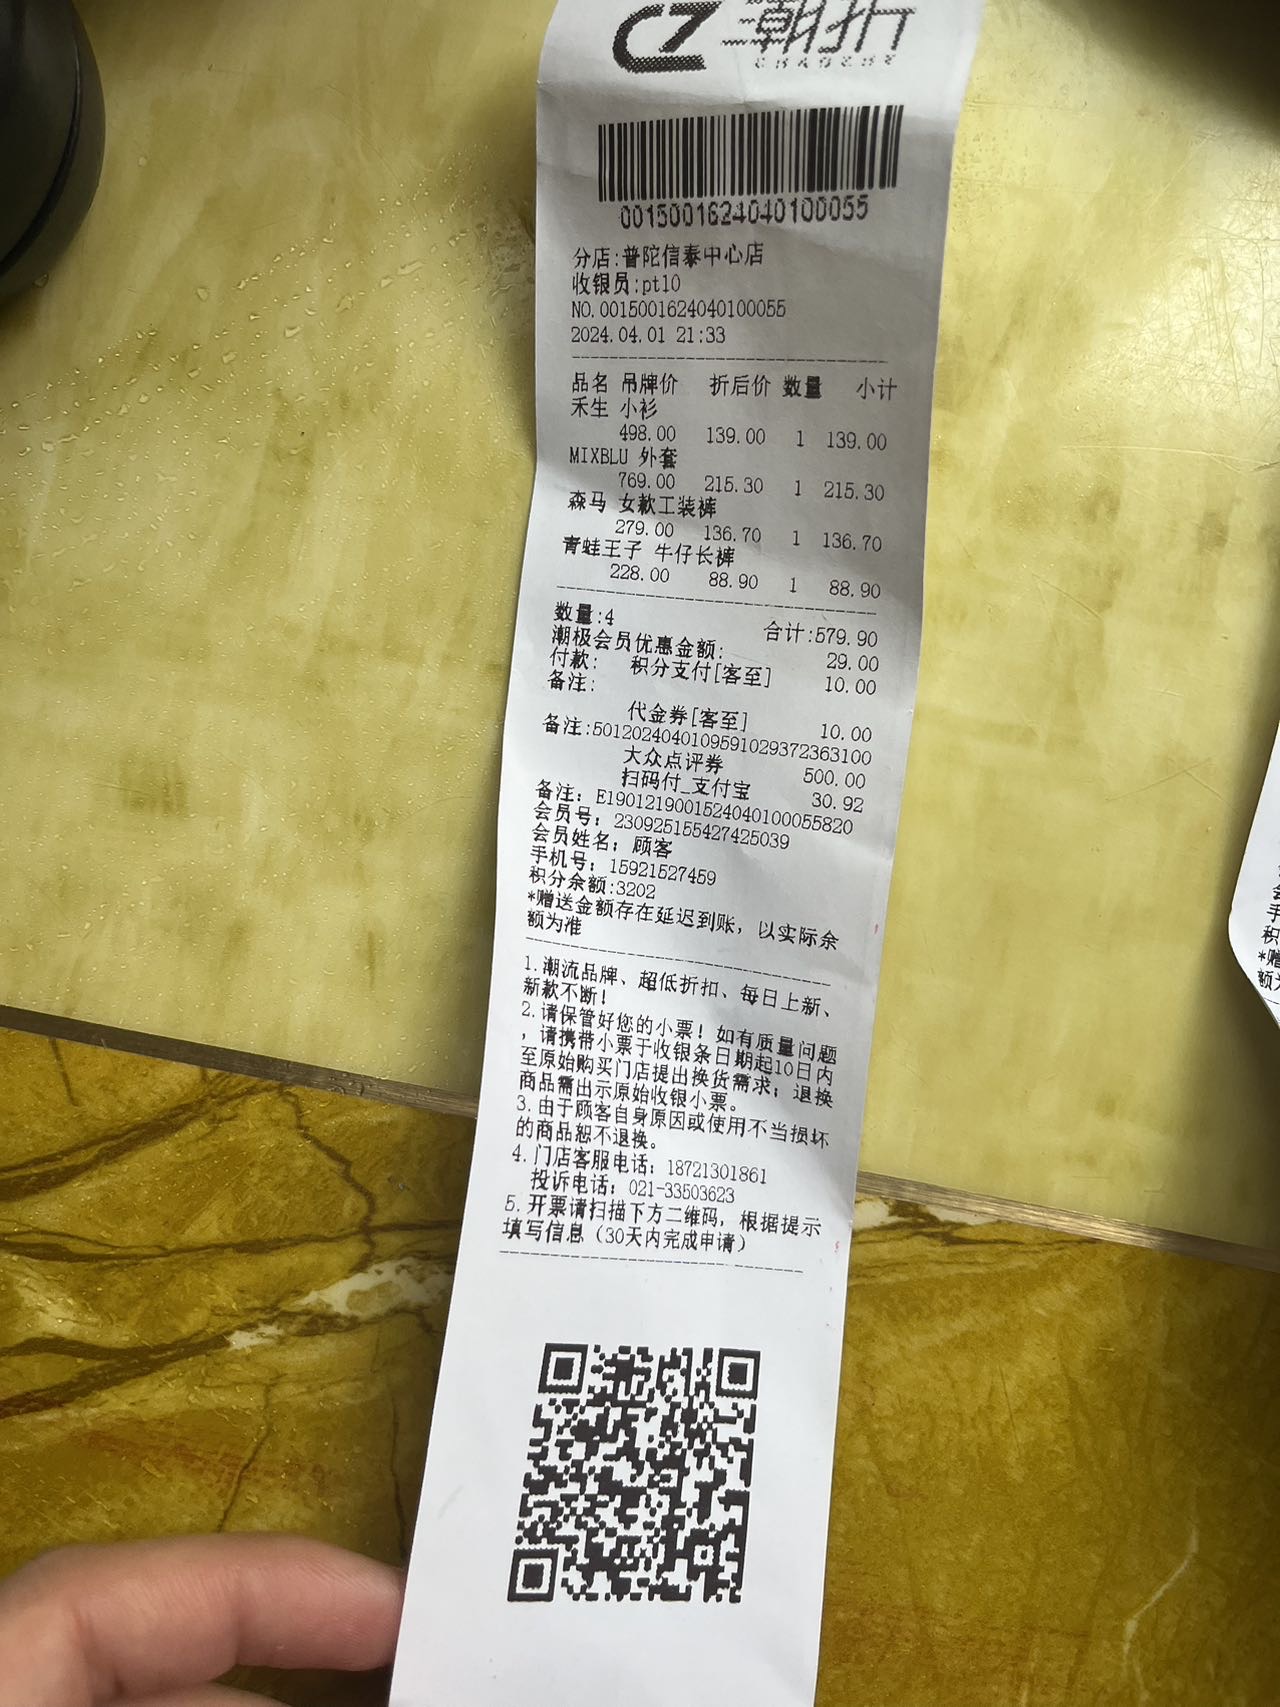 CZ 潮折
CHAOZHE
0015001624040100055
分店:普陀信泰中心店
收银员:pt10
NO.0015001624040100055
2024.04.01 21:33
品名 吊牌价 折后价 数量 小计
禾生 小衫
498.00 139.00 1 139.00
MIXBLU 外套
769.00 215.30 1 215.30
森马 女款工装裤
279.00 136.70 1 136.70
青蛙王子 牛仔长裤
228.00 88.90 1 88.90
数量:4 合计:579.90
潮极会员优惠金额: 29.00
付款: 积分支付[客至] 10.00
备注:
代金券[客至] 10.00
备注:5012024040109591029372363100
大众点评券 500.00
扫码付_支付宝 30.92
备注: E1901219001524040100055820
会员号: 230925155427425039
会员姓名: 顾客
手机号: 15921527459
积分余额:3202
*赠送金额存在延迟到账，以实际余
额为准
1.潮流品牌、超低折扣、每日上新、
新款不断！
2.请保管好您的小票！如有质量问题
，请携带小票于收银条日期起10日内
至原始购买门店提出换货需求；退换
商品需出示原始收银小票。
3.由于顾客自身原因或使用不当损坏
的商品恕不退换。
4.门店客服电话: 18721301861
投诉电话: 021-33503623
5.开票请扫描下方二维码，根据提示
填写信息（30天内完成申请）
手
积
*赠
额为